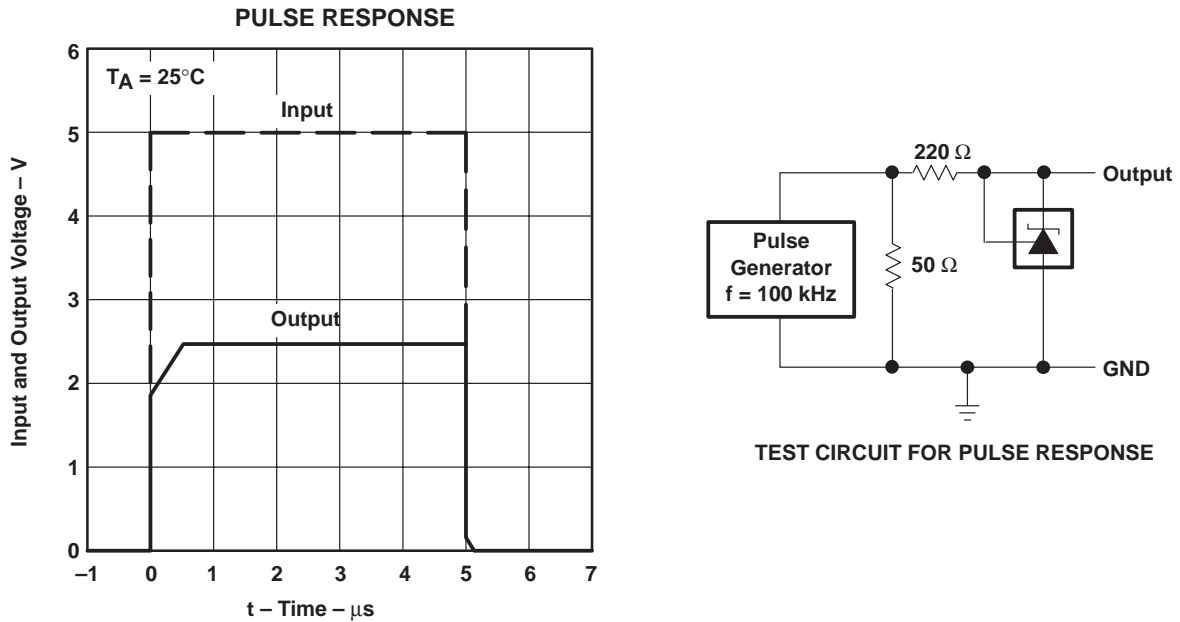 PULSE RESPONSE
6
TA = 25°C
Input
5
4
3
Output
2
1
0
–1 0 1 2 3 4 5 6 7
t – Time – μs
Input and Output Voltage – V
220 Ω
Output
Pulse
Generator
f = 100 kHz
50 Ω
GND
TEST CIRCUIT FOR PULSE RESPONSE